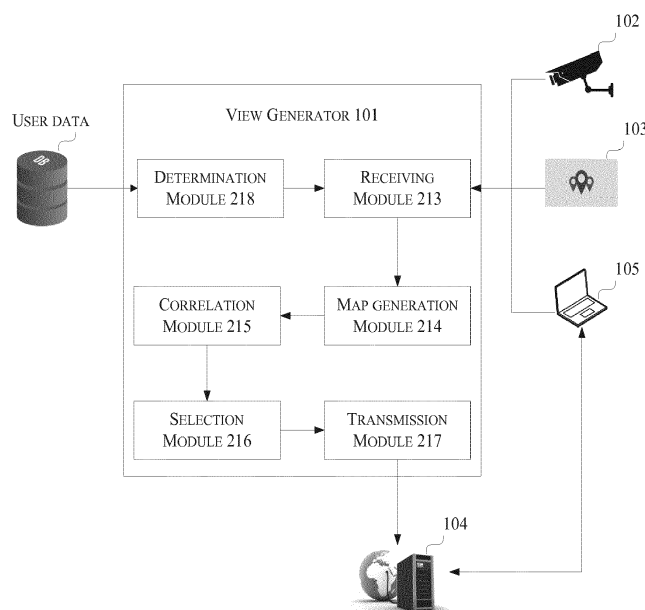 102
VIEW GENERATOR 101
USER DATA
DB
103
DETERMINATION
MODULE 218
RECEIVING
MODULE 213
105
CORRELATION
MODULE 215
MAP GENERATION
MODULE 214
SELECTION
MODULE 216
TRANSMISSION
MODULE 217
104